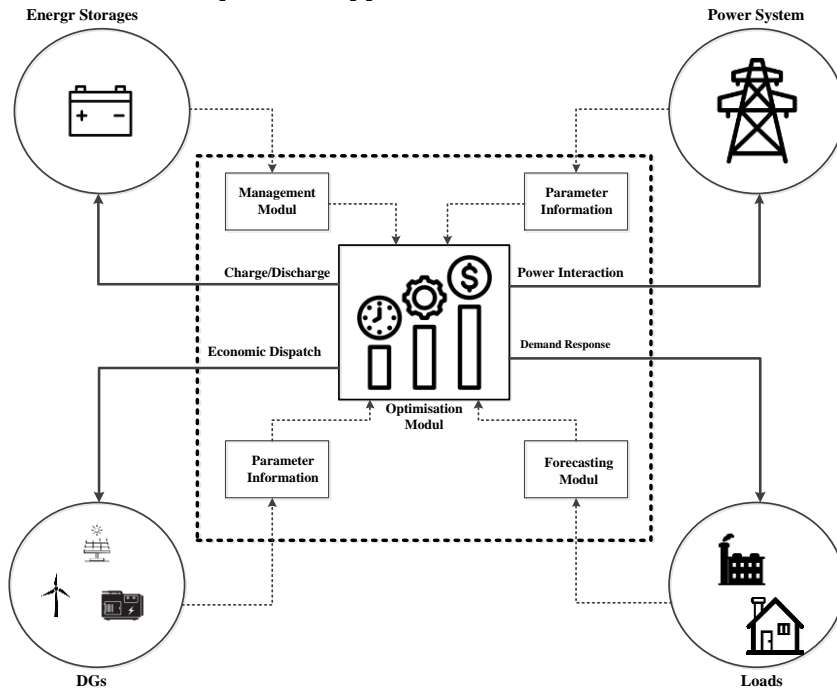 Energr Storages
Power System
Management
Modul
Parameter
Information
Charge/Discharge
Power Interaction
Economic Dispatch
Demand Response
Optimisation
Modul
Parameter
Information
Forecasting
Modul
DGs
Loads